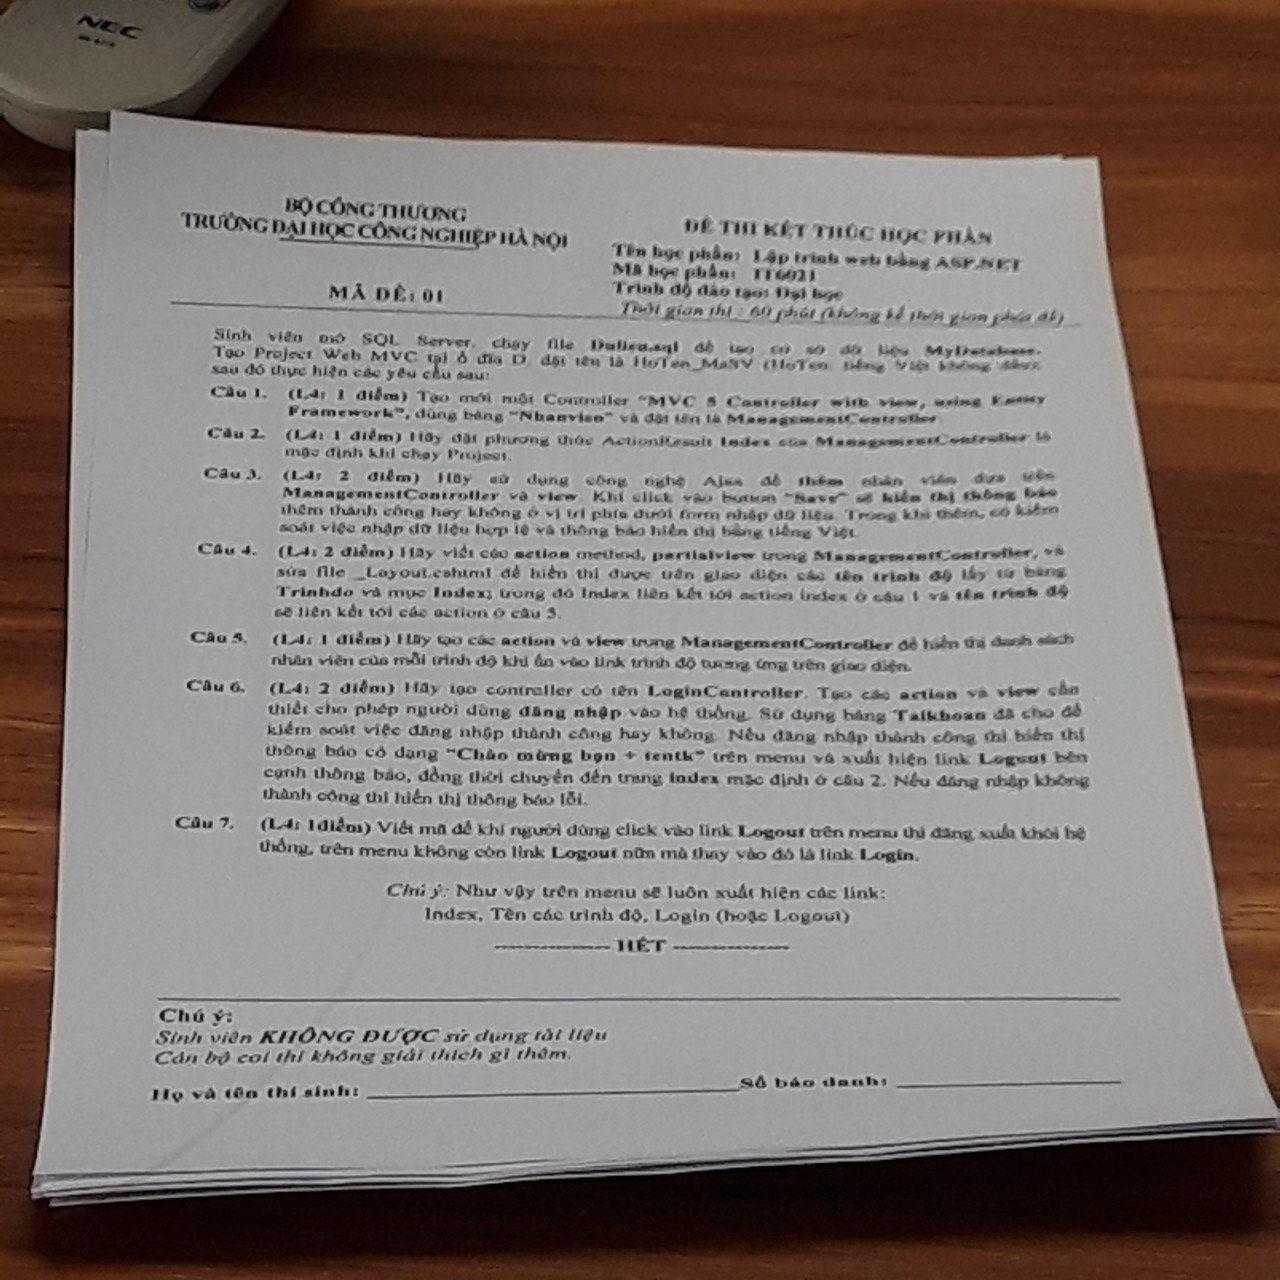 NEC
BỘ CÔNG THƯƠNG
TRƯỜNG ĐẠI HỌC CÔNG NGHIỆP HÀ NỘI
MÃ ĐỀ: 01
ĐỀ THI KẾT THÚC HỌC PHẦN
Tên học phần: Lập trình web bằng ASP.NET
Mã học phần: IT6021
Trình độ đào tạo: Đại học
Thời gian thi : 60 phút (không kể thời gian phát đề)
Sinh viên mở SQL Server, chạy file Dulieu.sql để tạo cơ sở dữ liệu MyDatabase.
Tạo Project Web MVC tại ổ đĩa D, đặt tên là HoTen_MaSV (HoTen: tiếng Việt không dấu);
sau đó thực hiện các yêu cầu sau:
Câu 1. (L4: 1 điểm) Tạo mới một Controller "MVC 5 Controller with view, using Entity
Framework", dùng bảng "Nhanvien" và đặt tên là ManagementController.
Câu 2. (L4: 1 điểm) Hãy đặt phương thức ActionResult Index của ManagementController là
mặc định khi chạy Project.
Câu 3. (L4: 2 điểm) Hãy sử dụng công nghệ Ajax để thêm nhân viên dựa trên
ManagementController và view. Khi click vào button "Save" sẽ hiển thị thông báo
thêm thành công hay không ở vị trí phía dưới form nhập dữ liệu. Trong khi thêm, có kiểm
soát việc nhập dữ liệu hợp lệ và thông báo hiển thị bằng tiếng Việt.
Câu 4. (L4: 2 điểm) Hãy viết các action method, partialview trong ManagementController, và
sửa file _Layout.cshtml để hiển thị được trên giao diện các tên trình độ lấy từ bảng
Trinhdo và mục Index; trong đó Index liên kết tới action index ở câu 1 và tên trình độ
sẽ liên kết tới các action ở câu 5.
Câu 5. (L4: 1 điểm) Hãy tạo các action và view trong ManagementController để hiển thị danh sách
nhân viên của mỗi trình độ khi ấn vào link trình độ tương ứng trên giao diện.
Câu 6. (L4: 2 điểm) Hãy tạo controller có tên LoginController. Tạo các action và view cần
thiết cho phép người dùng đăng nhập vào hệ thống. Sử dụng bảng Taikhoan đã cho để
kiểm soát việc đăng nhập thành công hay không. Nếu đăng nhập thành công thì hiển thị
thông báo có dạng "Chào mừng bạn + tentk" trên menu và xuất hiện link Logout bên
cạnh thông báo, đồng thời chuyển đến trang index mặc định ở câu 2. Nếu đăng nhập không
thành công thì hiển thị thông báo lỗi.
Câu 7. (L4: 1điểm) Viết mã để khi người dùng click vào link Logout trên menu thì đăng xuất khỏi hệ
thống, trên menu không còn link Logout nữa mà thay vào đó là link Login.
Chú ý: Như vậy trên menu sẽ luôn xuất hiện các link:
Index, Tên các trình độ, Login (hoặc Logout)
---------------- HẾT ----------------
Chú ý:
Sinh viên KHÔNG ĐƯỢC sử dụng tài liệu
Cán bộ coi thi không giải thích gì thêm.
Họ và tên thí sinh: ____________________ Số báo danh: ____________